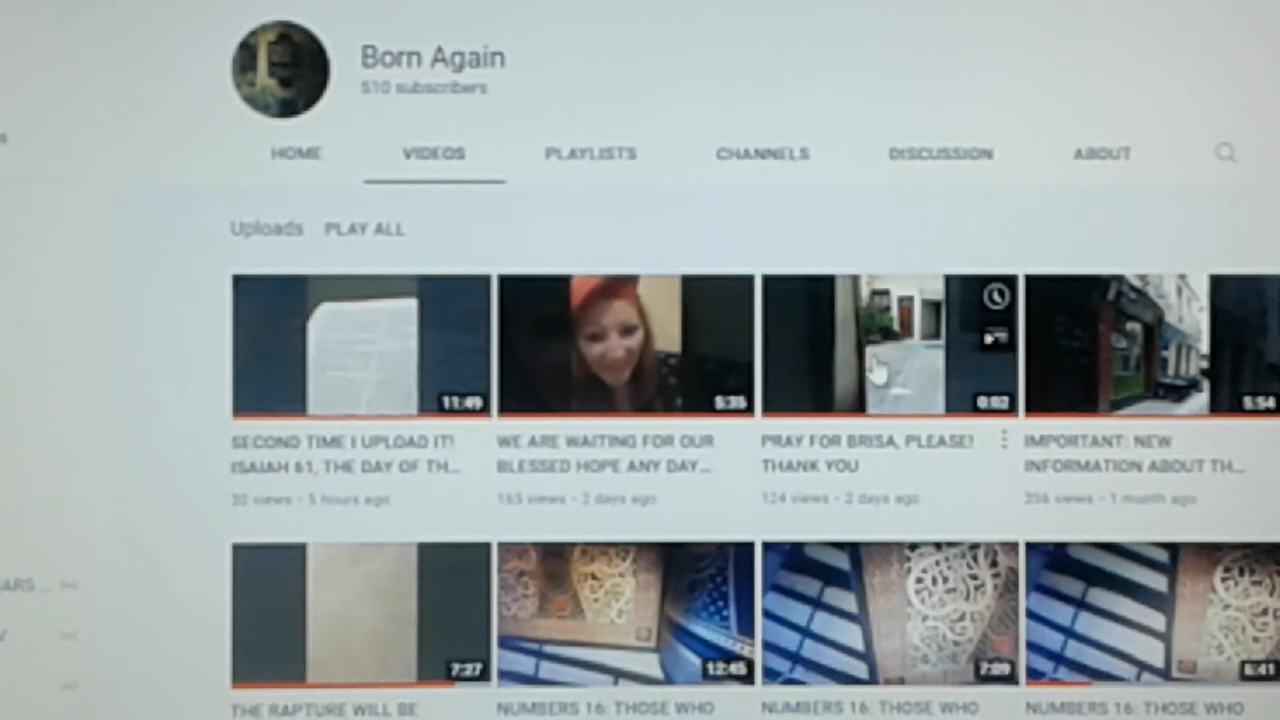 Born Again
510 subscribers
HOME VIDEOS PLAYLISTS CHANNELS DISCUSSION ABOUT
Uploads PLAY ALL
11:49 5:35 0:02 5:54
SECOND TIME I UPLOAD IT! WE ARE WAITING FOR OUR PRAY FOR BRISA, PLEASE! IMPORTANT: NEW
ISAIAH 61, THE DAY OF TH... BLESSED HOPE ANY DAY... THANK YOU INFORMATION ABOUT TH...
30 views • 5 hours ago 165 views • 2 days ago 124 views • 2 days ago 356 views • 1 month ago
ARS...
7:27 12:45 7:09 6:41
THE RAPTURE WILL BE NUMBERS 16: THOSE WHO NUMBERS 16: THOSE WHO NUMBERS 16: THOSE WHO